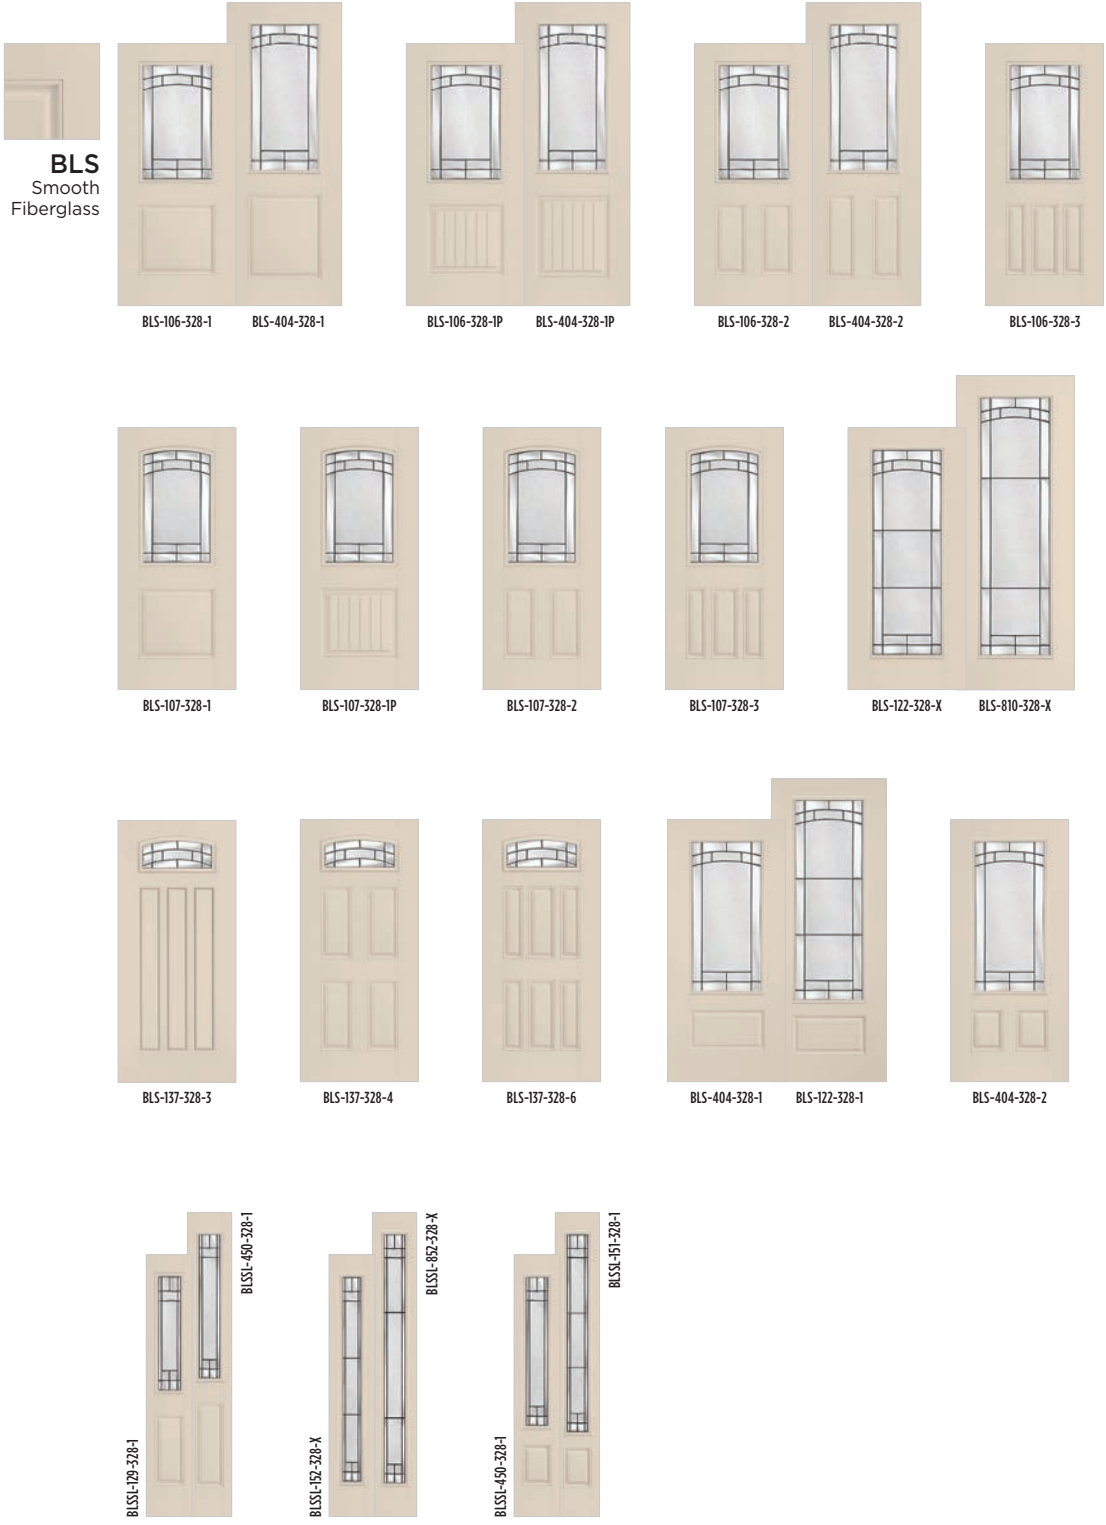 BLS
Smooth
Fiberglass
BLS-106-328-1
BLS-404-328-1
BLS-106-328-1P
BLS-404-328-1P
BLS-106-328-2
BLS-404-328-2
BLS-106-328-3
BLS-107-328-1
BLS-107-328-1P
BLS-107-328-2
BLS-107-328-3
BLS-122-328-X
BLS-810-328-X
BLS-137-328-3
BLS-137-328-4
BLS-137-328-6
BLS-404-328-1
BLS-122-328-1
BLS-404-328-2
BLSSL-129-328-1
BLSSL-450-328-1
BLSSL-152-328-X
BLSSL-852-328-X
BLSSL-450-328-1
BLSSL-151-328-1